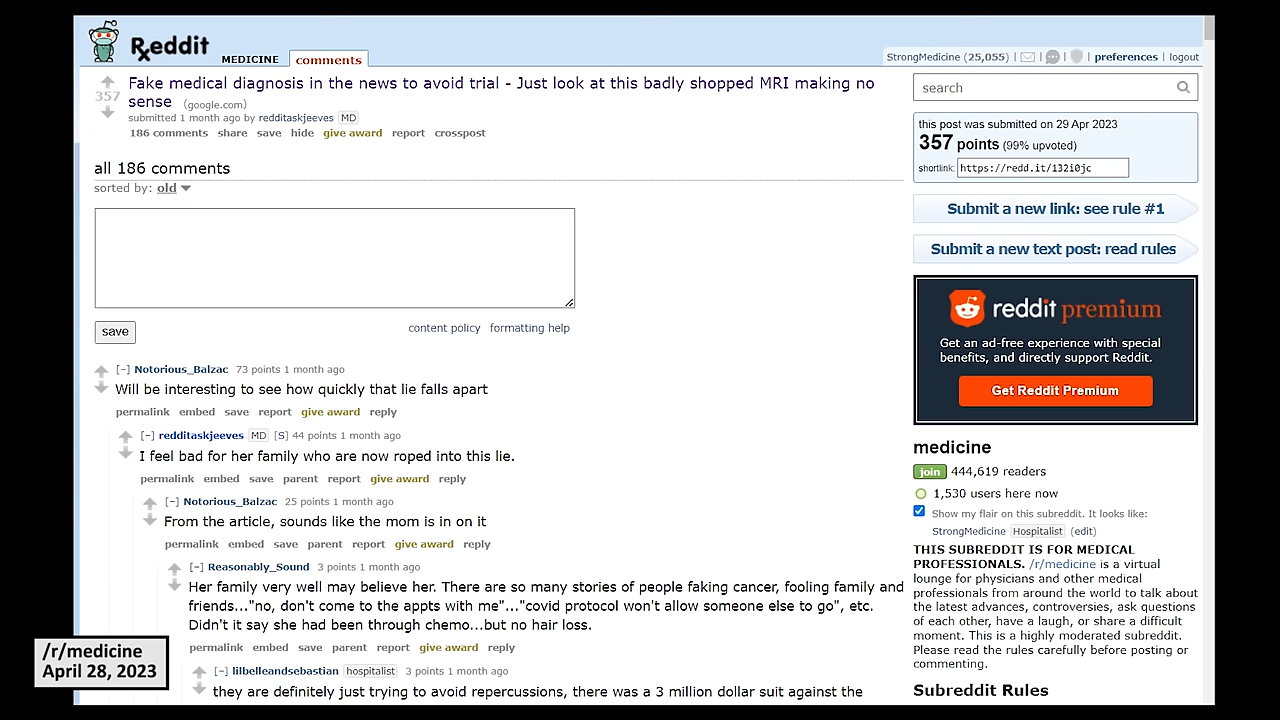 Reddit
MEDICINE
comments
StrongMedicine (25,055) | | | | preferences | logout
357
Fake medical diagnosis in the news to avoid trial - Just look at this badly shopped MRI making no
sense (google.com)
submitted 1 month ago by redditaskjeeves MD
186 comments share save hide give award report crosspost
all 186 comments
sorted by: old
save
content policy formatting help
[-] Notorious_Balzac 73 points 1 month ago
Will be interesting to see how quickly that lie falls apart
permalink embed save report give award reply
[-] redditaskjeeves MD [S] 44 points 1 month ago
I feel bad for her family who are now roped into this lie.
permalink embed save parent report give award reply
[-] Notorious_Balzac 25 points 1 month ago
From the article, sounds like the mom is in on it
permalink embed save parent report give award reply
[-] Reasonably_Sound 3 points 1 month ago
Her family very well may believe her. There are so many stories of people faking cancer, fooling family and
friends..."no, don't come to the appts with me"..."covid protocol won't allow someone else to go", etc.
Didn't it say she had been through chemo...but no hair loss.
permalink embed save parent report give award reply
[-] lilbelleandsebastian hospitalist 3 points 1 month ago
they are definitely just trying to avoid repercussions, there was a 3 million dollar suit against the
search
this post was submitted on 29 Apr 2023
357 points (99% upvoted)
shortlink: https://redd.it/132i0jc
Submit a new link: see rule #1
Submit a new text post: read rules
reddit premium
Get an ad-free experience with special
benefits, and directly support Reddit.
Get Reddit Premium
medicine
join 444,619 readers
1,530 users here now
Show my flair on this subreddit. It looks like:
StrongMedicine Hospitalist (edit)
THIS SUBREDDIT IS FOR MEDICAL
PROFESSIONALS. /r/medicine is a virtual
lounge for physicians and other medical
professionals from around the world to talk about
the latest advances, controversies, ask questions
of each other, have a laugh, or share a difficult
moment. This is a highly moderated subreddit.
Please read the rules carefully before posting or
commenting.
Subreddit Rules
/r/medicine
April 28, 2023